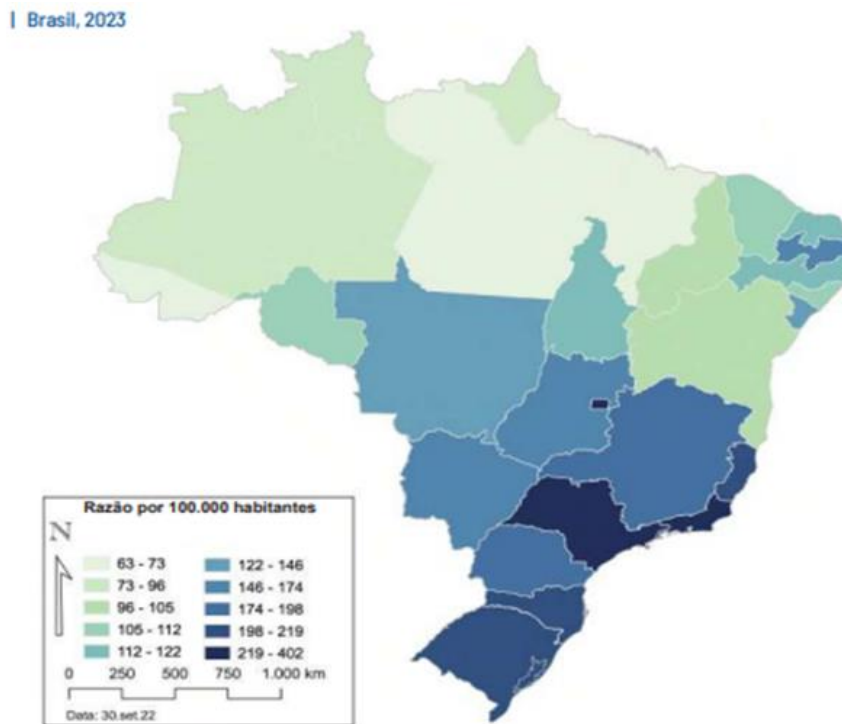 | Brasil, 2023
Razão por 100.000 habitantes
N
63 - 73
73 - 96
96 - 105
105 - 112
112 - 122
122 - 146
146 - 174
174 - 198
198 - 219
219 - 402
0 250 500 750 1.000 km
Data: 30.set.22